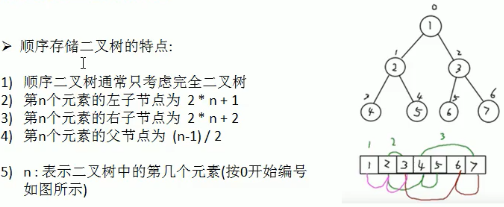 顺序存储二叉树的特点:
1) 顺序二叉树通常只考虑完全二叉树
2) 第n个元素的左子节点为 2 * n + 1
3) 第n个元素的右子节点为 2 * n + 2
4) 第n个元素的父节点为 (n-1) / 2
5) n : 表示二叉树中的第几个元素(按0开始编号
如图所示)
0
1
1 2
2 3
3 4 5 6
4 5 6 7
1 2 3
1 2 3 4 5 6 7